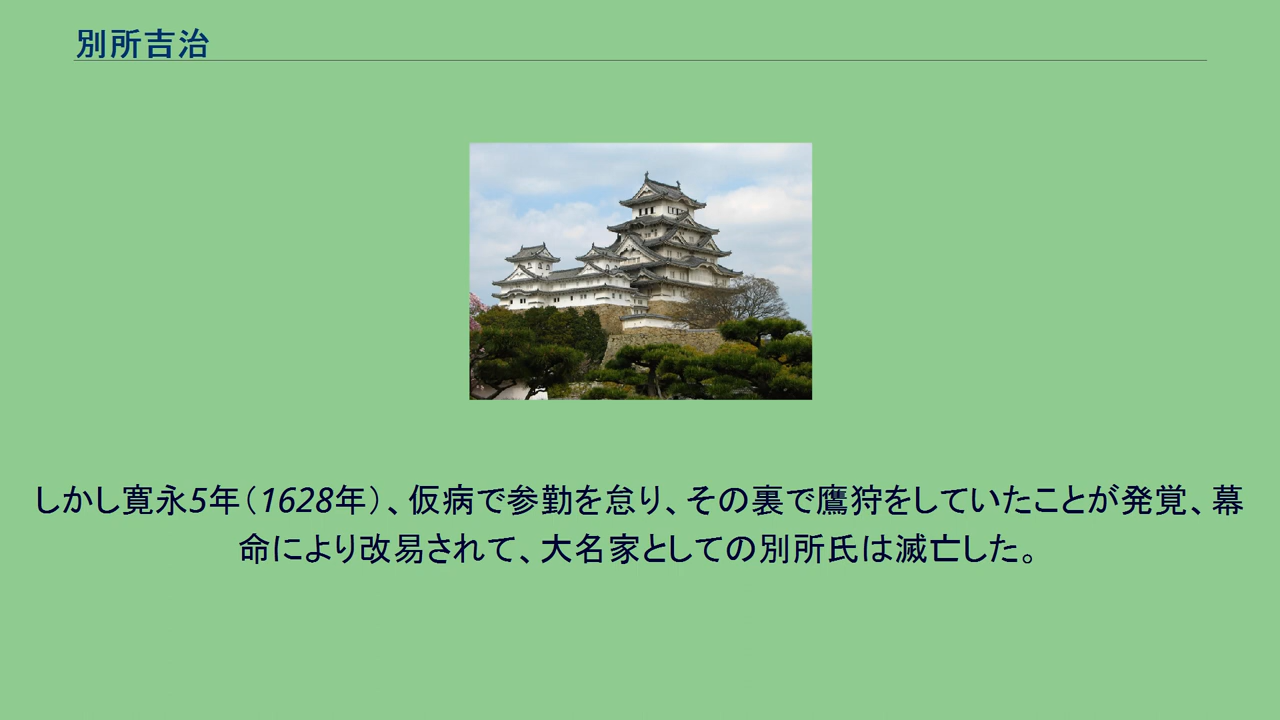 別所吉治
しかし寛永5年（1628年）、仮病で参勤を怠り、その裏で鷹狩をしていたことが発覚、幕
命により改易されて、大名家としての別所氏は滅亡した。